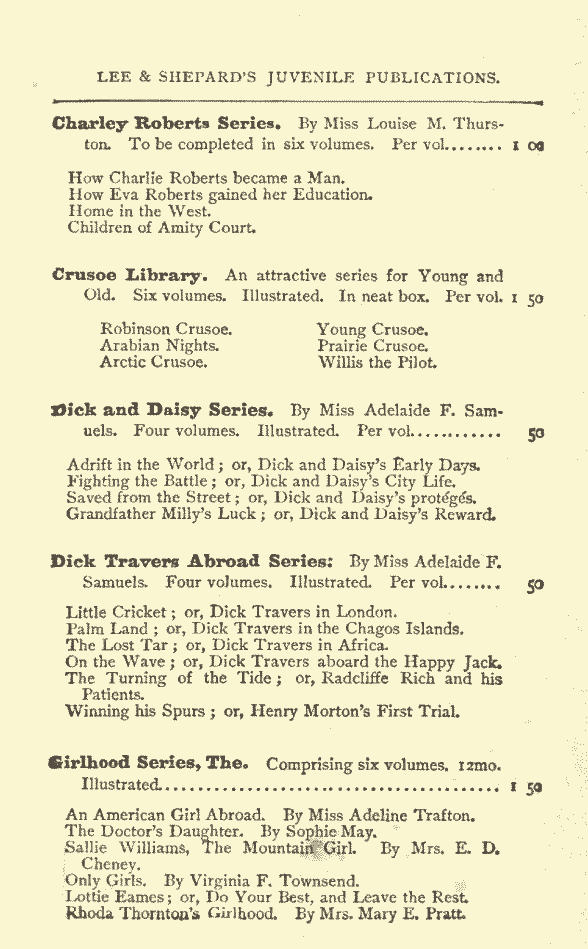 LEE & SHEPARD'S JUVENILE PUBLICATIONS.
Charley Roberts Series. By Miss Louise M. Thurs-
ton. To be completed in six volumes. Per vol........ 1 00
How Charlie Roberts became a Man.
How Eva Roberts gained her Education.
Home in the West.
Children of Amity Court.
Crusoe Library. An attractive series for Young and
Old. Six volumes. Illustrated. In neat box. Per vol. 1 50
Robinson Crusoe. Young Crusoe.
Arabian Nights. Prairie Crusoe.
Arctic Crusoe. Willis the Pilot.
Dick and Daisy Series. By Miss Adelaide F. Sam-
uels. Four volumes. Illustrated. Per vol............ 50
Adrift in the World; or, Dick and Daisy's Early Days.
Fighting the Battle; or, Dick and Daisy's City Life.
Saved from the Street; or, Dick and Daisy's protégés.
Grandfather Milly's Luck; or, Dick and Daisy's Reward.
Dick Travers Abroad Series: By Miss Adelaide F.
Samuels. Four volumes. Illustrated. Per vol........ 50
Little Cricket; or, Dick Travers in London.
Palm Land; or, Dick Travers in the Chagos Islands.
The Lost Tar; or, Dick Travers in Africa.
On the Wave; or, Dick Travers aboard the Happy Jack.
The Turning of the Tide; or, Radcliffe Rich and his
Patients.
Winning his Spurs; or, Henry Morton's First Trial.
Girlhood Series, The. Comprising six volumes. 12mo.
Illustrated........................................ 1 50
An American Girl Abroad. By Miss Adeline Trafton.
The Doctor's Daughter. By Sophie May.
Sallie Williams, The Mountain Girl. By Mrs. E. D.
Cheney.
Only Girls. By Virginia F. Townsend.
Lottie Eames; or, Do Your Best, and Leave the Rest.
Rhoda Thornton's Girlhood. By Mrs. Mary E. Pratt.